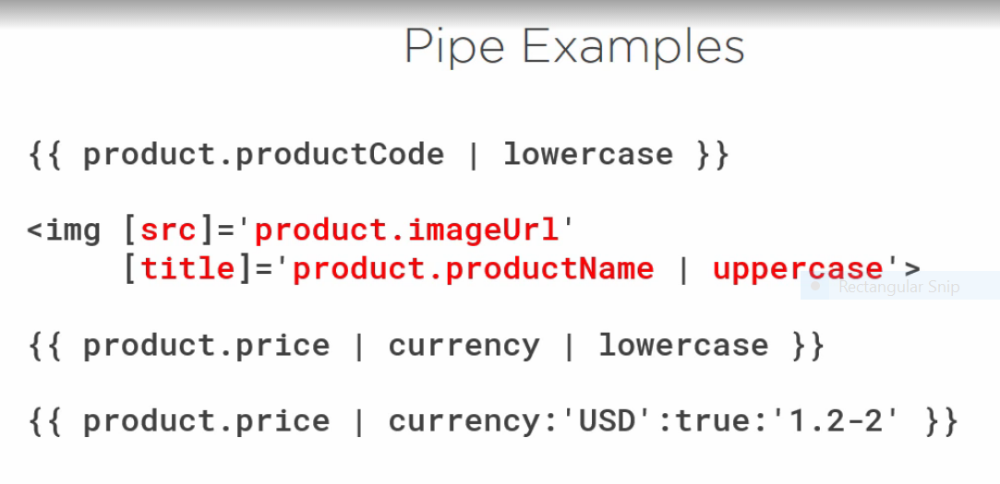 Pipe Examples
{{ product.productCode | lowercase }}
<img [src]='product.imageUrl'
[title]='product.productName | uppercase'>
Rectangular Snip
{{ product.price | currency | lowercase }}
{{ product.price | currency:'USD':true:'1.2-2' }}